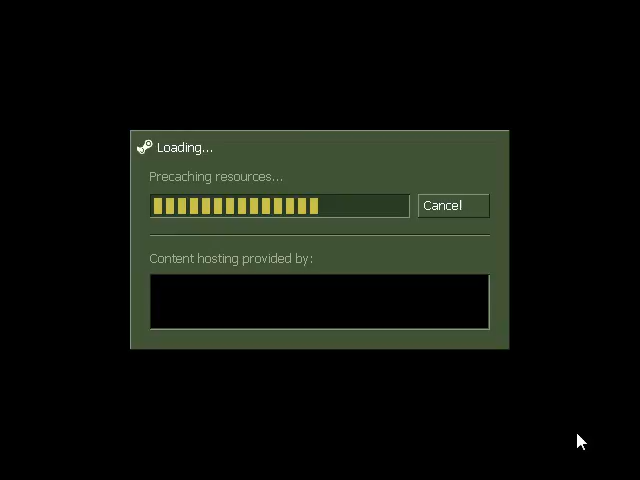 Loading...
Precaching resources...
Cancel
Content hosting provided by: